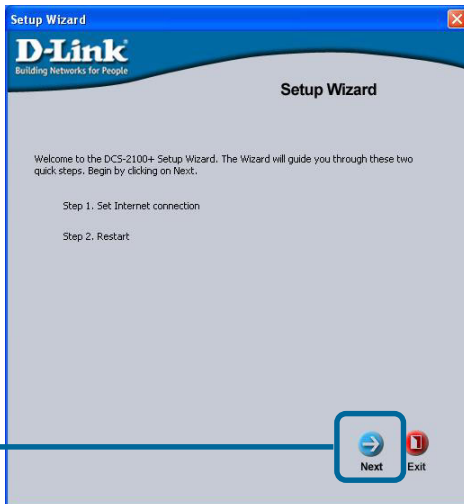 Setup Wizard
D-Link
Building Networks for People
Setup Wizard
Welcome to the DCS-2100+ Setup Wizard. The Wizard will guide you through these two
quick steps. Begin by clicking on Next.
Step 1. Set Internet connection
Step 2. Restart
Next Exit